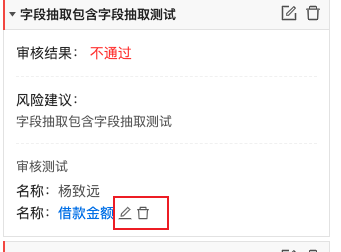 字段抽取包含字段抽取测试
审核结果： 不通过
风险建议：
字段抽取包含字段抽取测试
审核测试
名称：杨致远
名称：借款金额